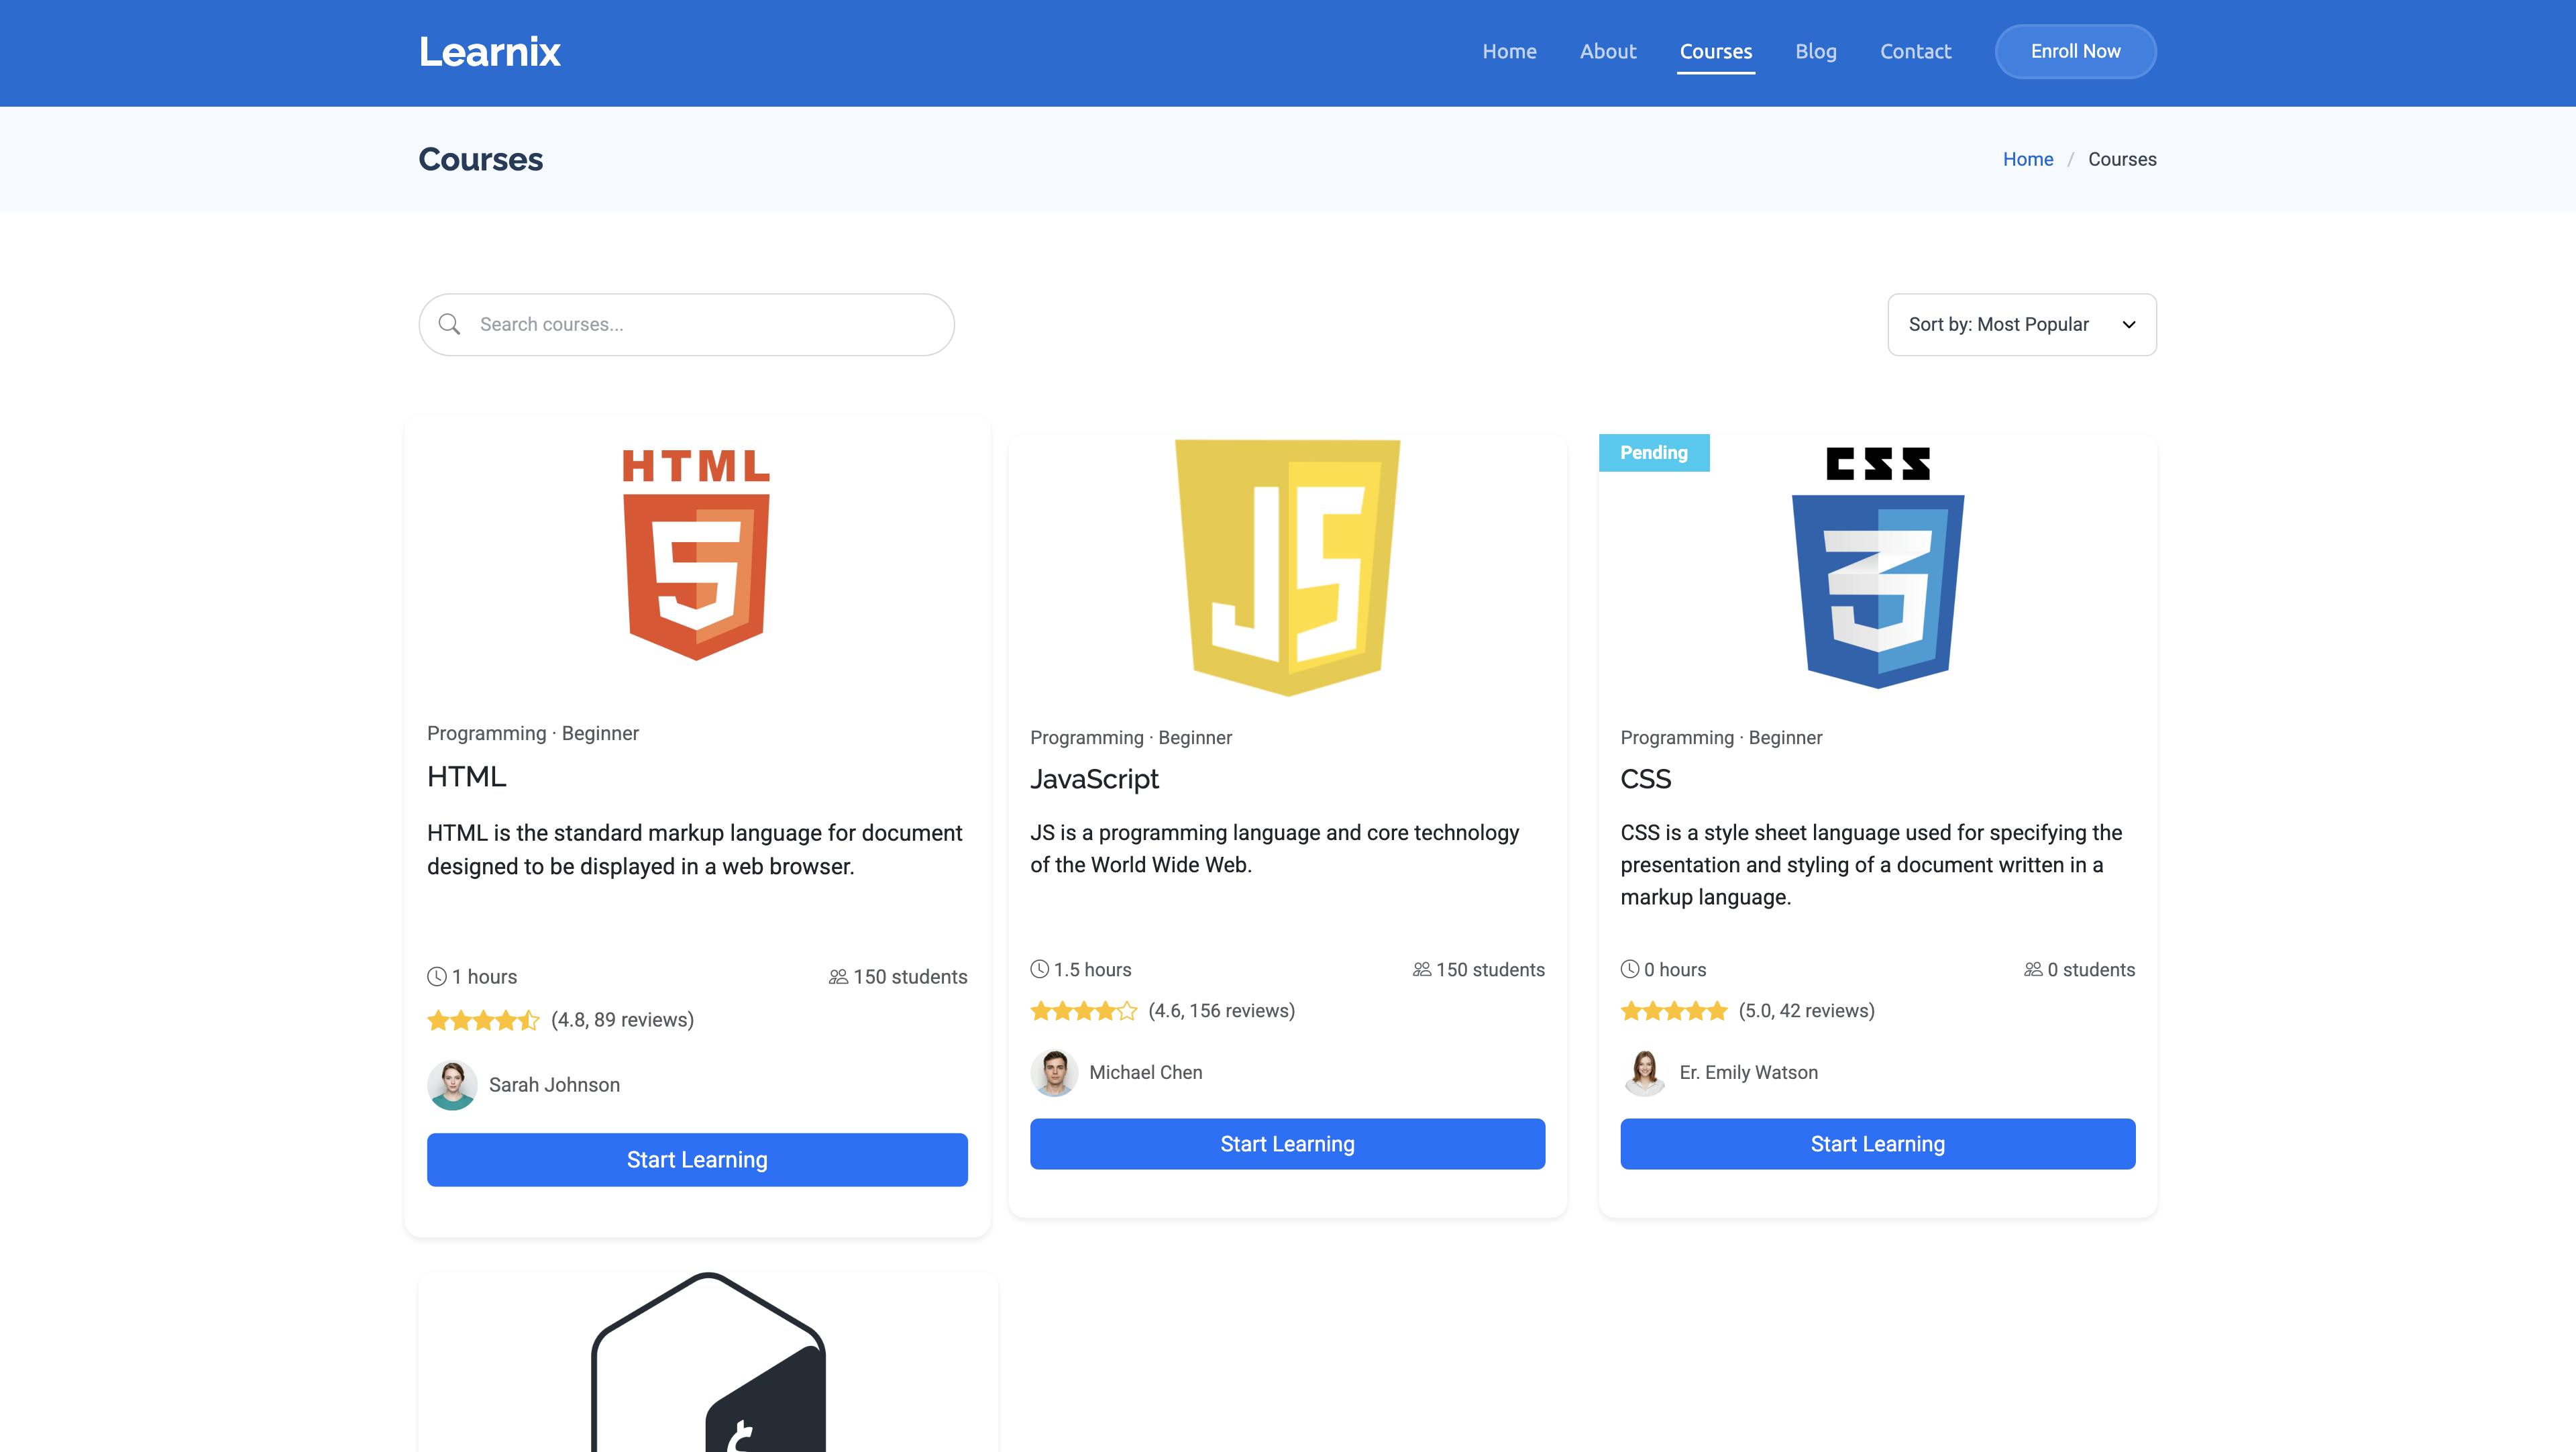 Learnix
Home
About
Courses
Blog
Contact
Enroll Now
Courses
Home / Courses
Search courses...
Sort by: Most Popular
HTML
5
Programming · Beginner
HTML
HTML is the standard markup language for document
designed to be displayed in a web browser.
1 hours
150 students
(4.8, 89 reviews)
Sarah Johnson
Start Learning
JS
Programming · Beginner
JavaScript
JS is a programming language and core technology
of the World Wide Web.
1.5 hours
150 students
(4.6, 156 reviews)
Michael Chen
Start Learning
Pending
CSS
3
Programming · Beginner
CSS
CSS is a style sheet language used for specifying the
presentation and styling of a document written in a
markup language.
0 hours
0 students
(5.0, 42 reviews)
Er. Emily Watson
Start Learning